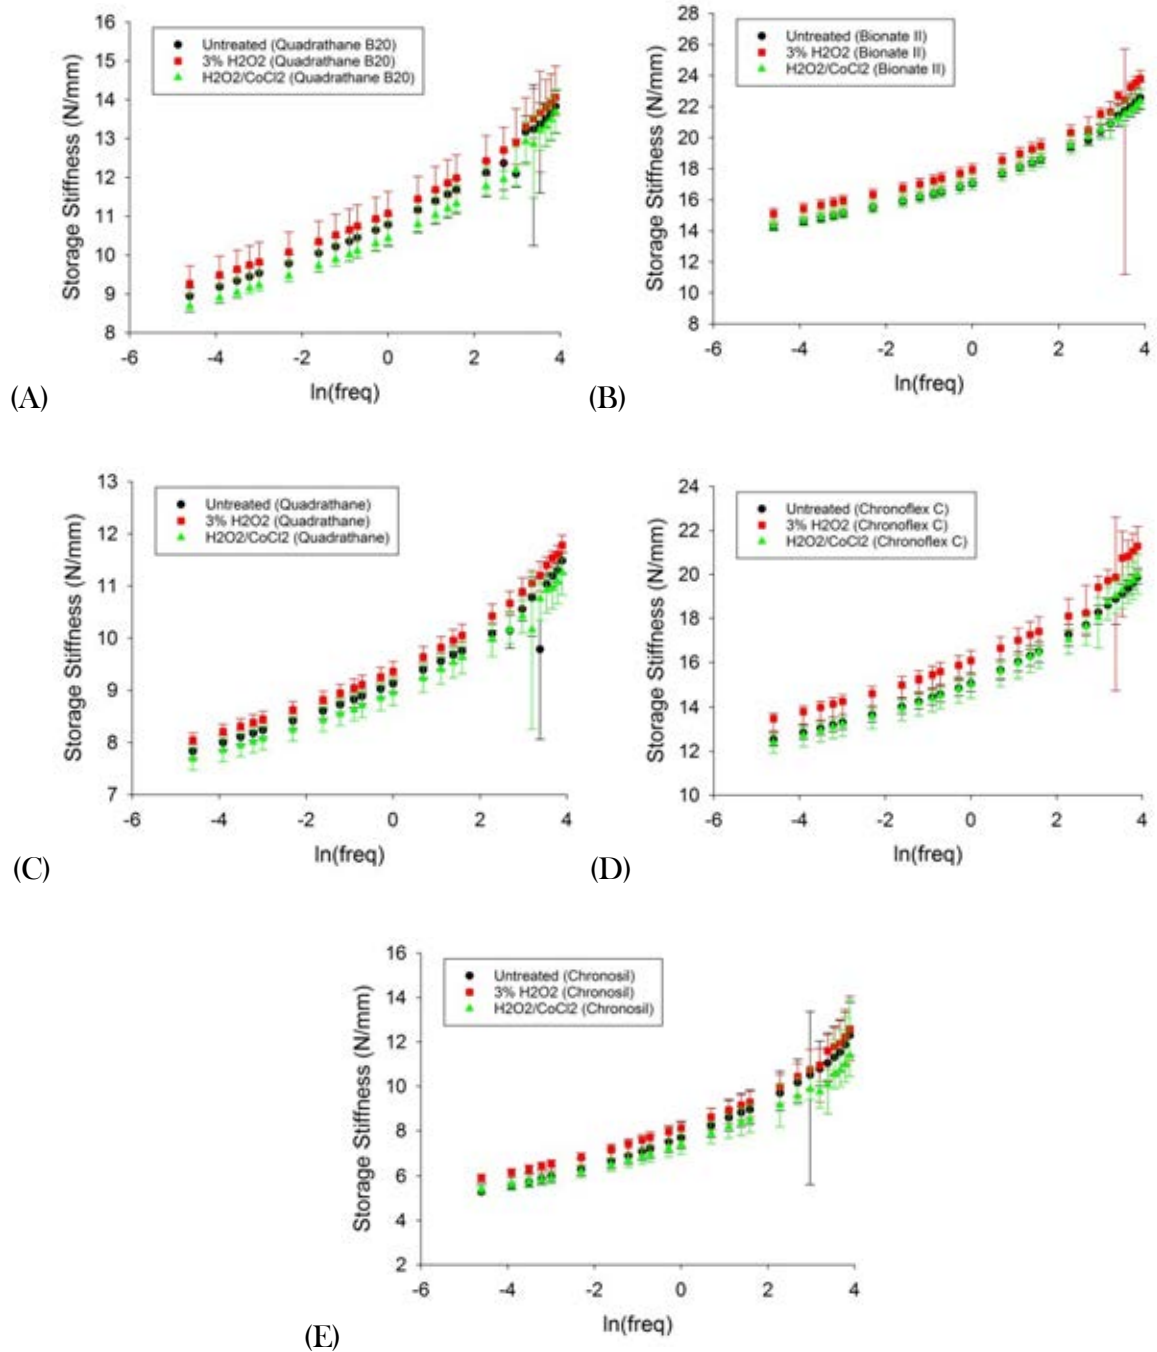 16
15
14
13
12
11
10
9
8
-6 -4 -2 0 2 4
Storage Stiffness (N/mm)
ln(freq)
Untreated (Quadrathane B20)
3% H2O2 (Quadrathane B20)
H2O2/CoCl2 (Quadrathane B20)
(A)
28
26
24
22
20
18
16
14
12
10
8
-6 -4 -2 0 2 4
Storage Stiffness (N/mm)
ln(freq)
Untreated (Bionate II)
3% H2O2 (Bionate II)
H2O2/CoCl2 (Bionate II)
(B)
13
12
11
10
9
8
7
-6 -4 -2 0 2 4
Storage Stiffness (N/mm)
ln(freq)
Untreated (Quadrathane)
3% H2O2 (Quadrathane)
H2O2/CoCl2 (Quadrathane)
(C)
24
22
20
18
16
14
12
10
-6 -4 -2 0 2 4
Storage Stiffness (N/mm)
ln(freq)
Untreated (Chronoflex C)
3% H2O2 (Chronoflex C)
H2O2/CoCl2 (Chronoflex C)
(D)
16
14
12
10
8
6
4
2
-6 -4 -2 0 2 4
Storage Stiffness (N/mm)
ln(freq)
Untreated (Chronosil)
3% H2O2 (Chronosil)
H2O2/CoCl2 (Chronosil)
(E)